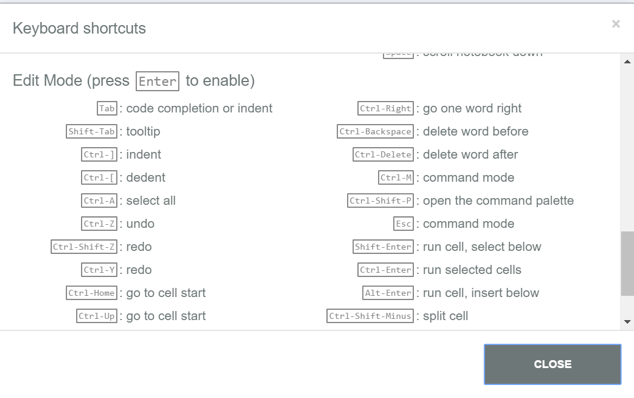 Keyboard shortcuts
×
Space : scroll notebook down
Edit Mode (press Enter to enable)
Tab : code completion or indent
Shift-Tab : tooltip
Ctrl-] : indent
Ctrl-[ : dedent
Ctrl-A : select all
Ctrl-Z : undo
Ctrl-Shift-Z : redo
Ctrl-Y : redo
Ctrl-Home : go to cell start
Ctrl-Up : go to cell start
Ctrl-Right : go one word right
Ctrl-Backspace : delete word before
Ctrl-Delete : delete word after
Ctrl-M : command mode
Ctrl-Shift-P : open the command palette
Esc : command mode
Shift-Enter : run cell, select below
Ctrl-Enter : run selected cells
Alt-Enter : run cell, insert below
Ctrl-Shift-Minus : split cell
CLOSE